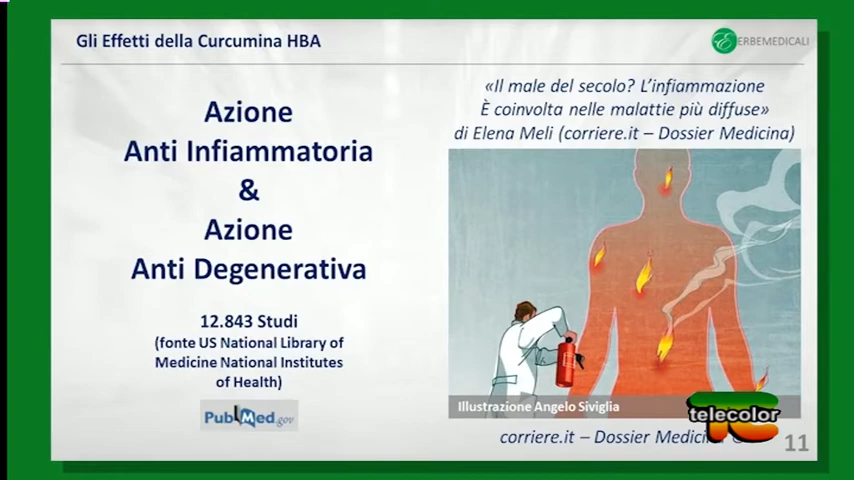 Gli Effetti della Curcumina HBA
ERBEMEDICALI
Azione
Anti Infiammatoria
&
Azione
Anti Degenerativa
12.843 Studi
(fonte US National Library of
Medicine National Institutes
of Health)
PubMed.gov
«Il male del secolo? L'infiammazione
È coinvolta nelle malattie più diffuse»
di Elena Meli (corriere.it – Dossier Medicina)
Illustrazione Angelo Siviglia
telecolor
corriere.it – Dossier
11